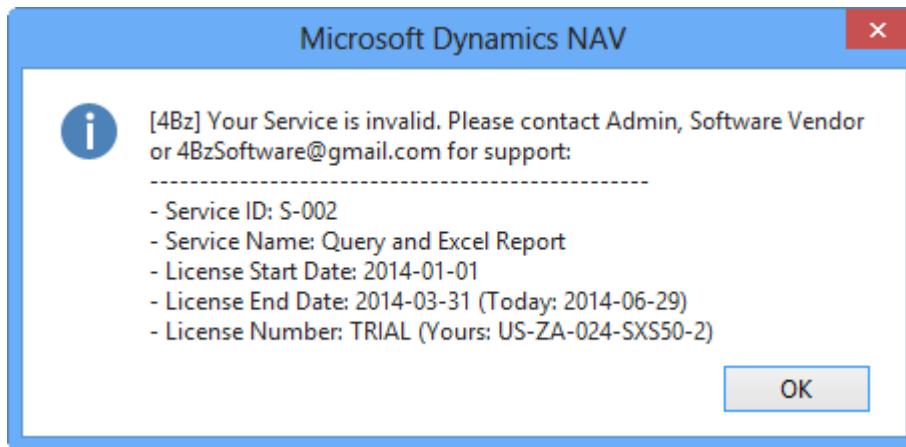 Microsoft Dynamics NAV
[4Bz] Your Service is invalid. Please contact Admin, Software Vendor
or 4BzSoftware@gmail.com for support:
--------------------------------------------------
- Service ID: S-002
- Service Name: Query and Excel Report
- License Start Date: 2014-01-01
- License End Date: 2014-03-31 (Today: 2014-06-29)
- License Number: TRIAL (Yours: US-ZA-024-SXS50-2)
OK